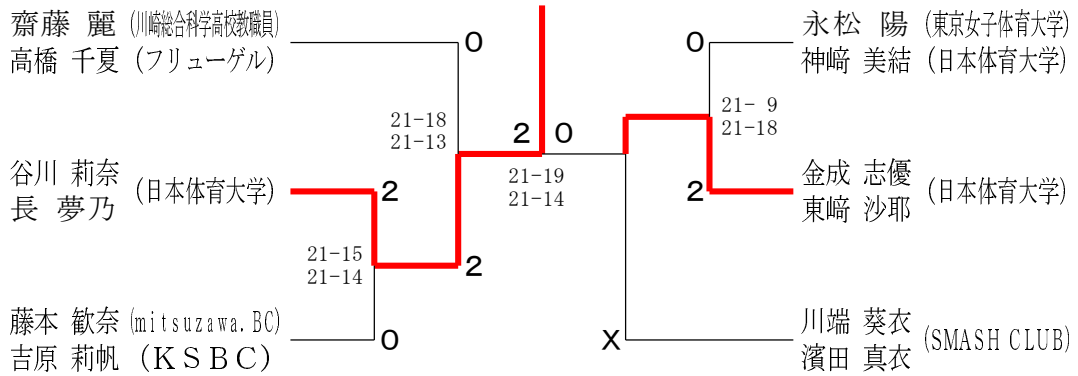 齋藤 麗 (川崎総合科学高校教職員)
高橋 千夏 (フリューゲル)
0
21-18
21-13
谷川 莉奈
長 夢乃
(日本体育大学)
2
21-15
21-14
2
藤本 歓奈 (mitsuzawa.BC)
吉原 莉帆 (KSBC)
0
2 0
21-19
21-14
永松 陽 (東京女子体育大学)
神﨑 美結 (日本体育大学)
0
21- 9
21-18
金成 志優
東﨑 沙耶
(日本体育大学)
2
川端 葵衣
濱田 真衣
(SMASH CLUB)
X